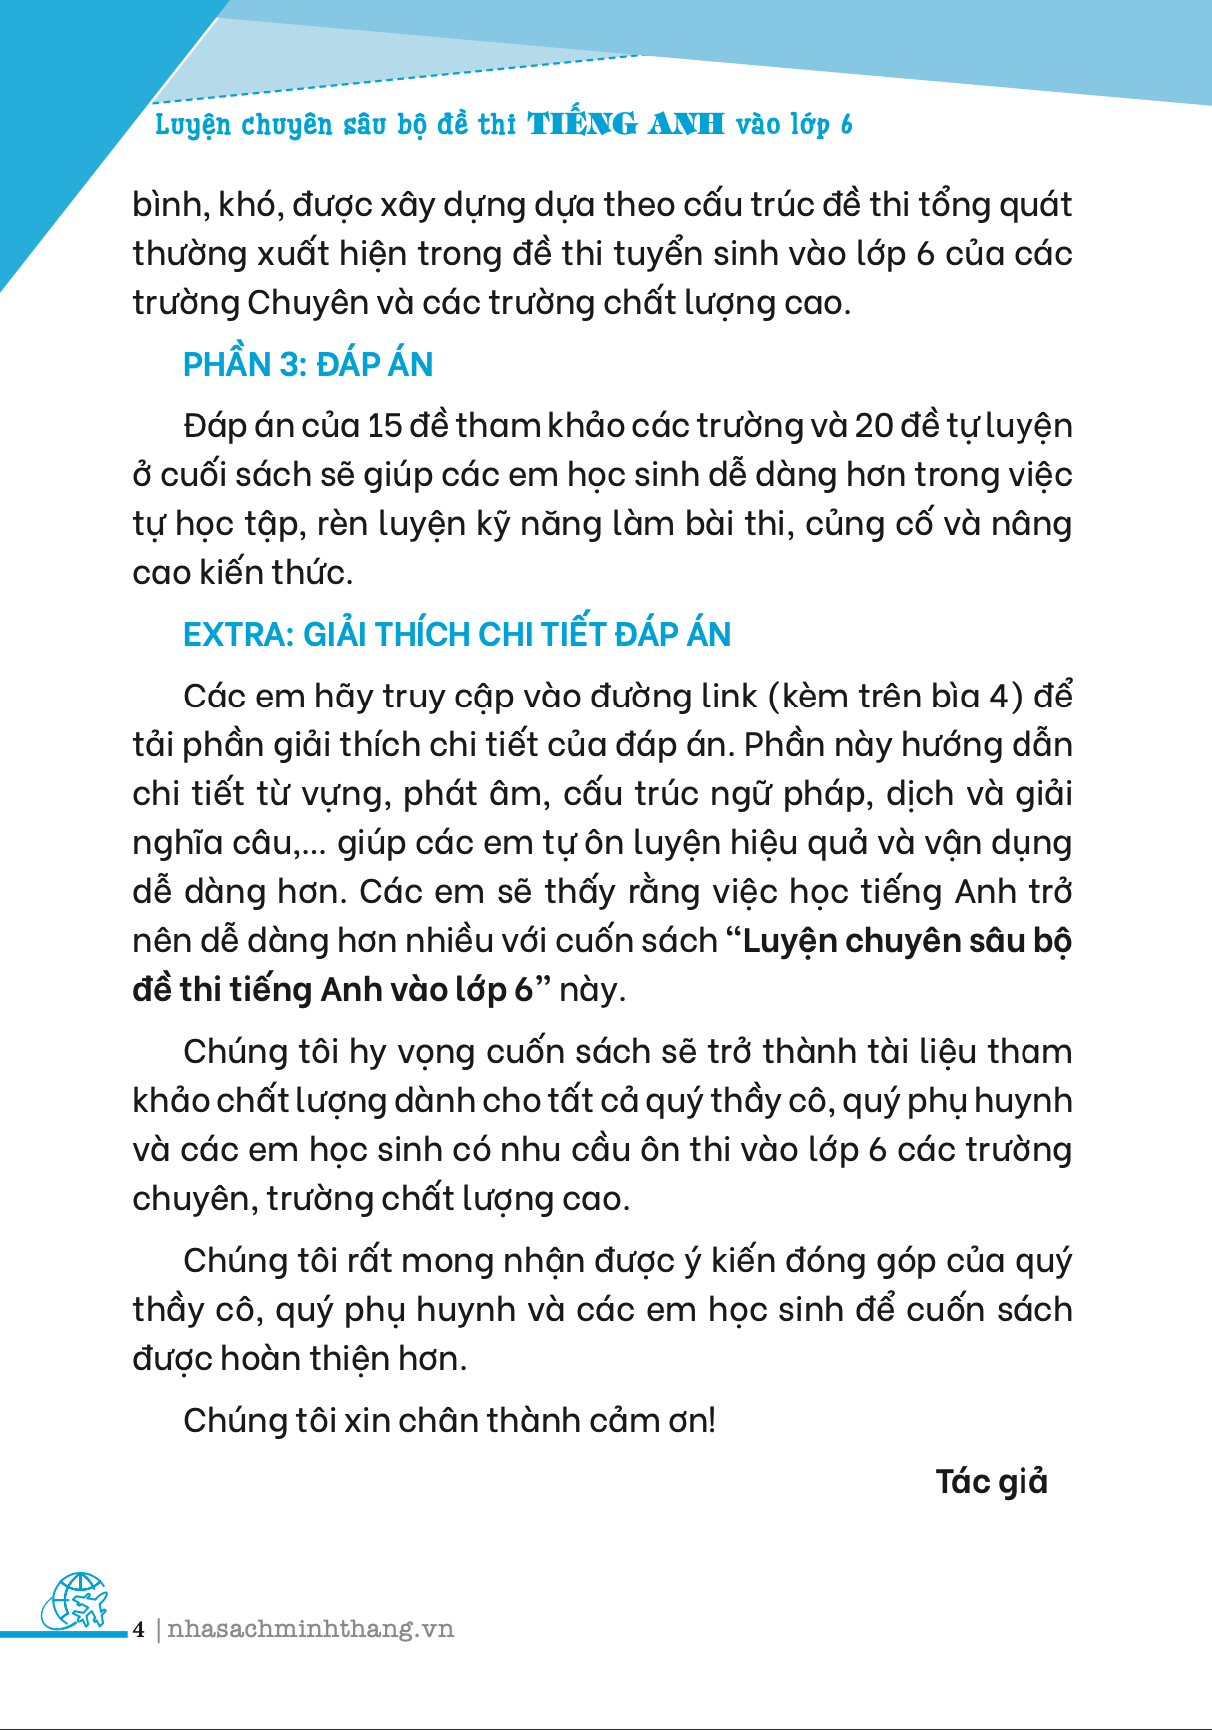 Luyện chuyên sâu bộ đề thi TIẾNG ANH vào lớp 6
bình, khó, được xây dựng dựa theo cấu trúc đề thi tổng quát
thường xuất hiện trong đề thi tuyển sinh vào lớp 6 của các
trường Chuyên và các trường chất lượng cao.
PHẦN 3: ĐÁP ÁN
Đáp án của 15 đề tham khảo các trường và 20 đề tự luyện
ở cuối sách sẽ giúp các em học sinh dễ dàng hơn trong việc
tự học tập, rèn luyện kỹ năng làm bài thi, củng cố và nâng
cao kiến thức.
EXTRA: GIẢI THÍCH CHI TIẾT ĐÁP ÁN
Các em hãy truy cập vào đường link (kèm trên bìa 4) để
tải phần giải thích chi tiết của đáp án. Phần này hướng dẫn
chi tiết từ vựng, phát âm, cấu trúc ngữ pháp, dịch và giải
nghĩa câu,... giúp các em tự ôn luyện hiệu quả và vận dụng
dễ dàng hơn. Các em sẽ thấy rằng việc học tiếng Anh trở
nên dễ dàng hơn nhiều với cuốn sách “Luyện chuyên sâu bộ
đề thi tiếng Anh vào lớp 6” này.
Chúng tôi hy vọng cuốn sách sẽ trở thành tài liệu tham
khảo chất lượng dành cho tất cả quý thầy cô, quý phụ huynh
và các em học sinh có nhu cầu ôn thi vào lớp 6 các trường
chuyên, trường chất lượng cao.
Chúng tôi rất mong nhận được ý kiến đóng góp của quý
thầy cô, quý phụ huynh và các em học sinh để cuốn sách
được hoàn thiện hơn.
Chúng tôi xin chân thành cảm ơn!
Tác giả
4 | nhasachminhthang.vn